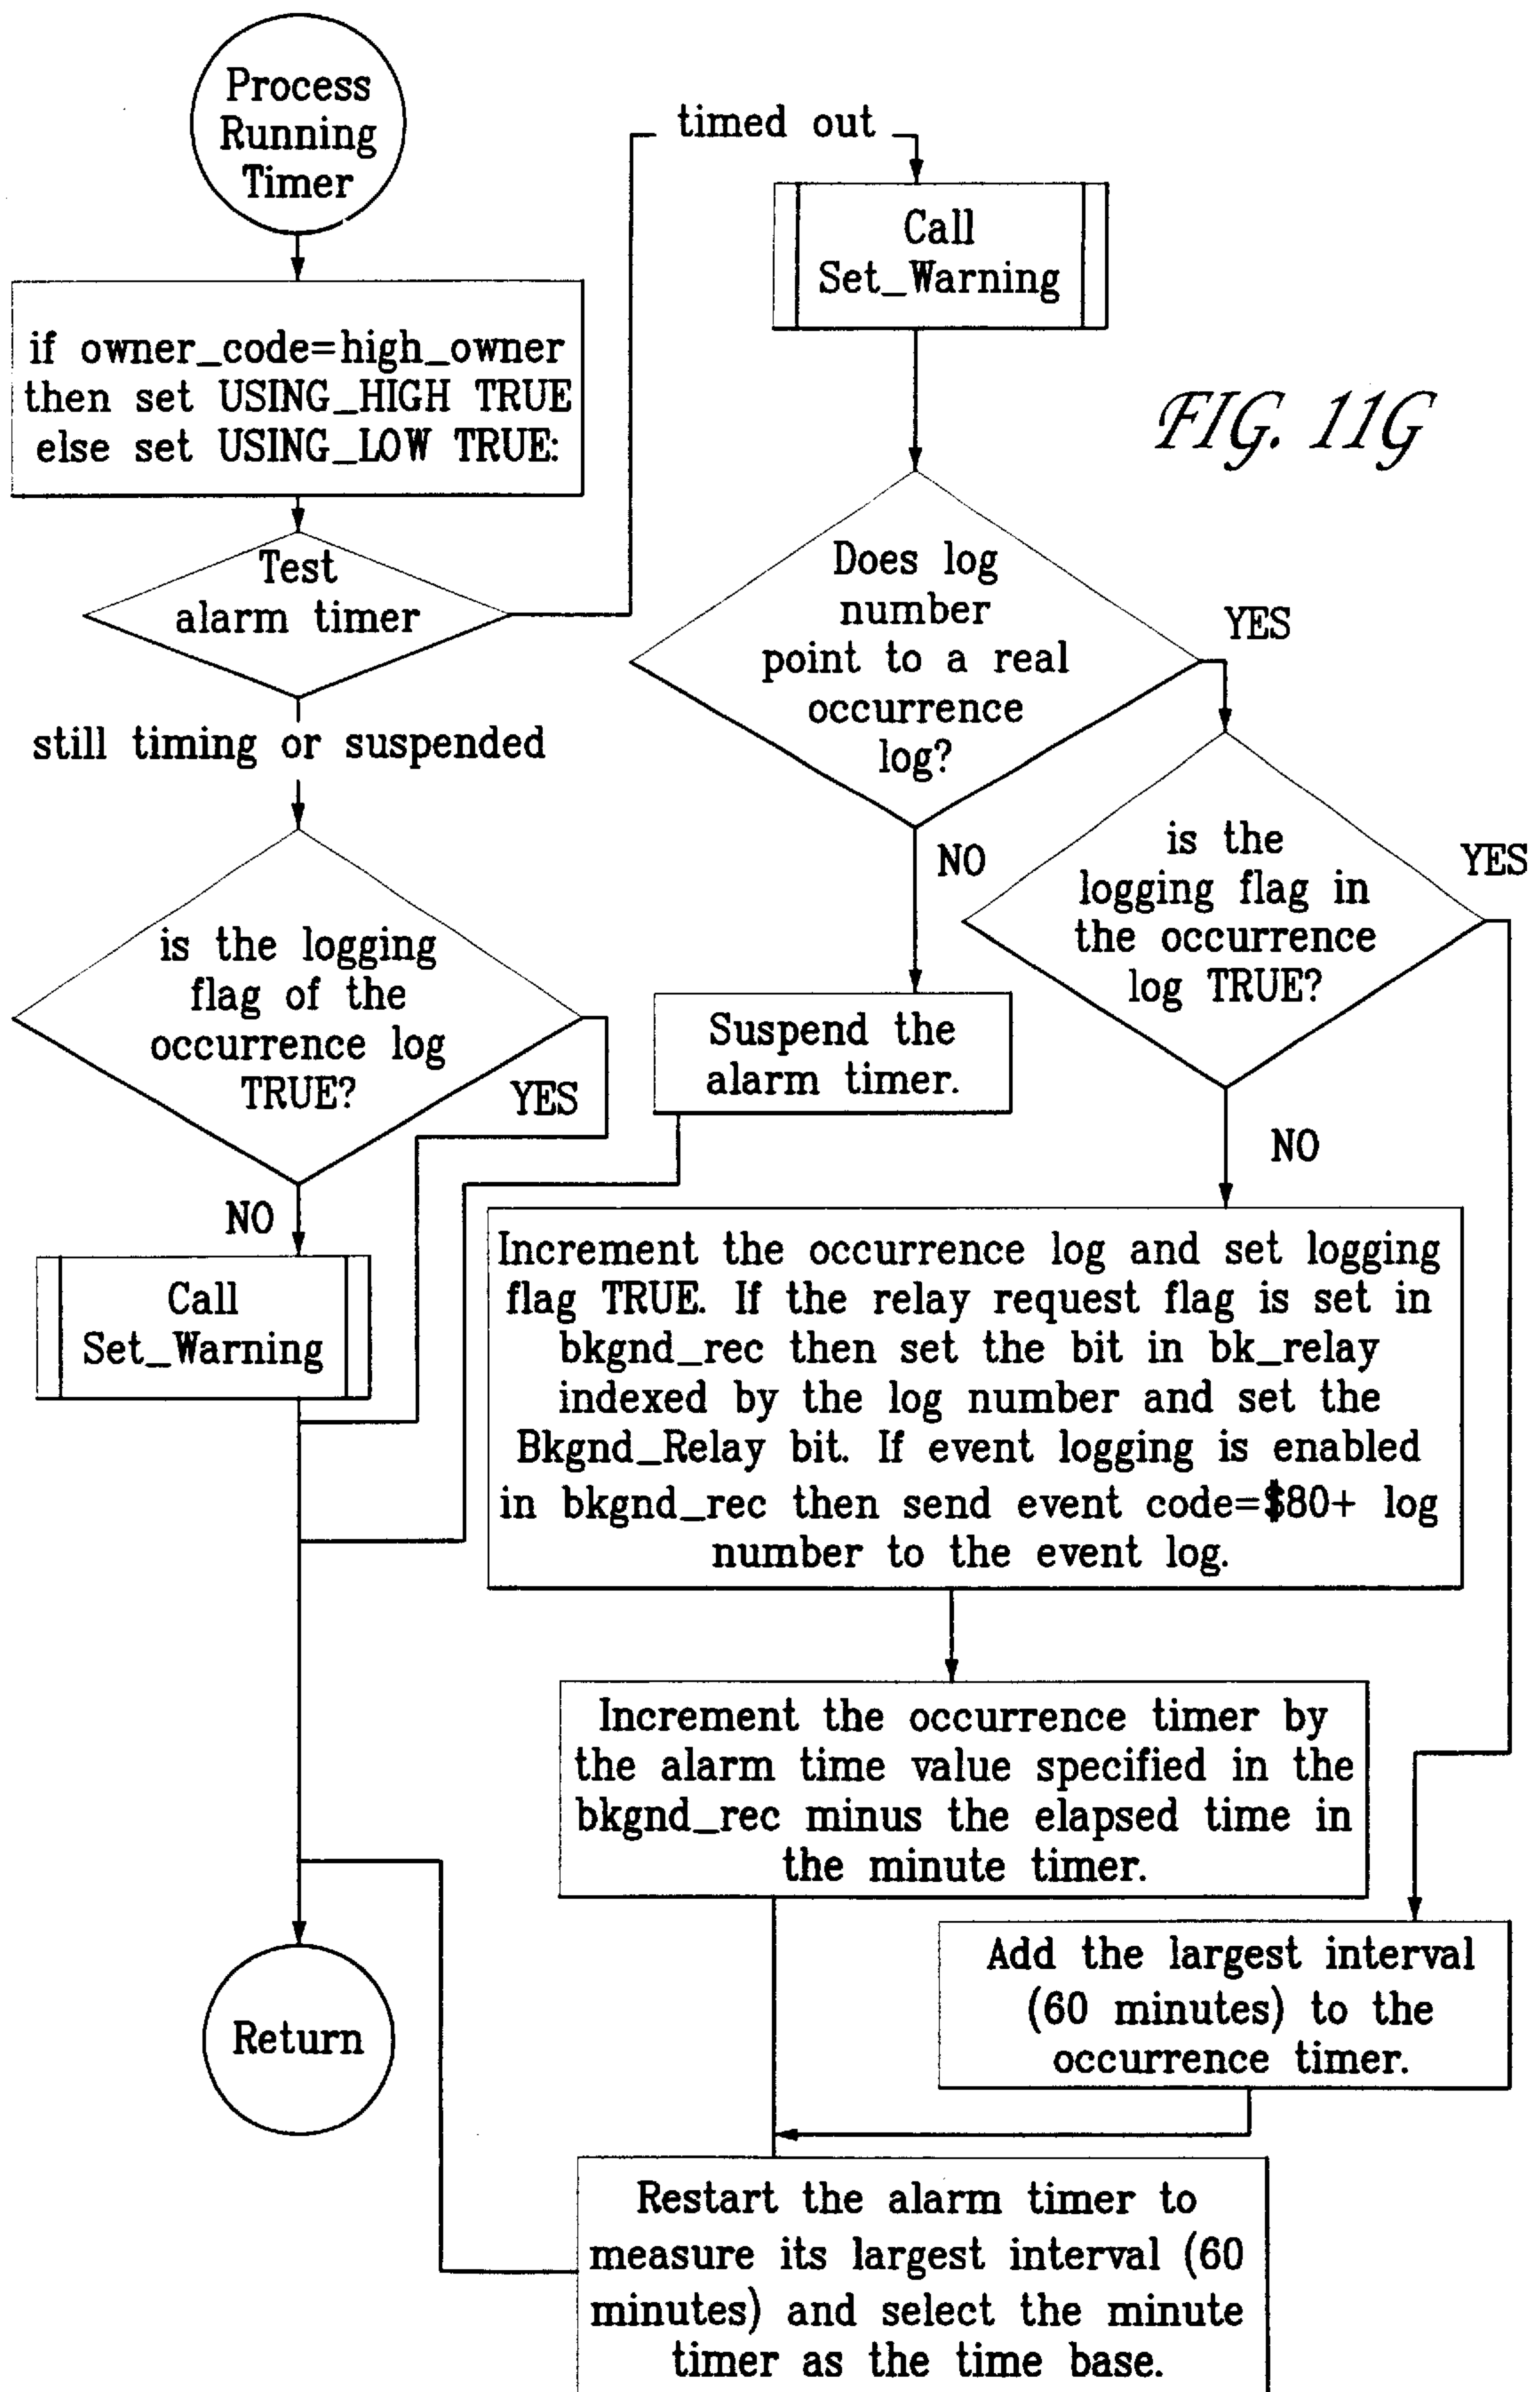 Process
Running
Timer
if owner_code=high_owner
then set USING_HIGH TRUE
else set USING_LOW TRUE:
Test
alarm timer
timed out
still timing or suspended
is the logging
flag of the
occurrence log
TRUE?
YES
NO
Call
Set_Warning
Return
Call
Set_Warning
FIG. 11G
Does log
number
point to a real
occurrence
log?
YES
NO
Suspend the
alarm timer.
is the
logging flag in
the occurrence
log TRUE?
YES
NO
Increment the occurrence log and set logging
flag TRUE. If the relay request flag is set in
bkgnd_rec then set the bit in bk_relay
indexed by the log number and set the
Bkgnd_Relay bit. If event logging is enabled
in bkgnd_rec then send event code=$80+ log
number to the event log.
Increment the occurrence timer by
the alarm time value specified in the
bkgnd_rec minus the elapsed time in
the minute timer.
Add the largest interval
(60 minutes) to the
occurrence timer.
Restart the alarm timer to
measure its largest interval (60
minutes) and select the minute
timer as the time base.